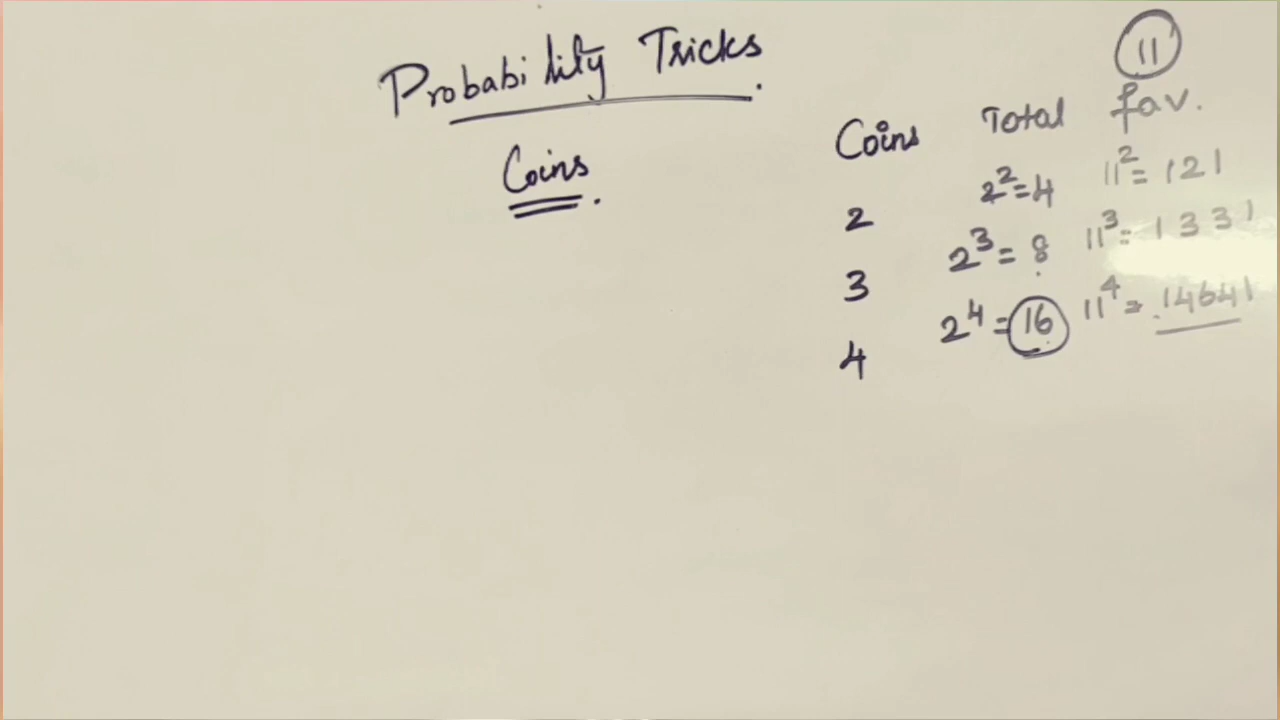 Probability Tricks.
Coins.
11
Coins Total fav.
2 2²=4 11²=121
3 2³=8 11³=1331
4 2⁴=16 11⁴=14641